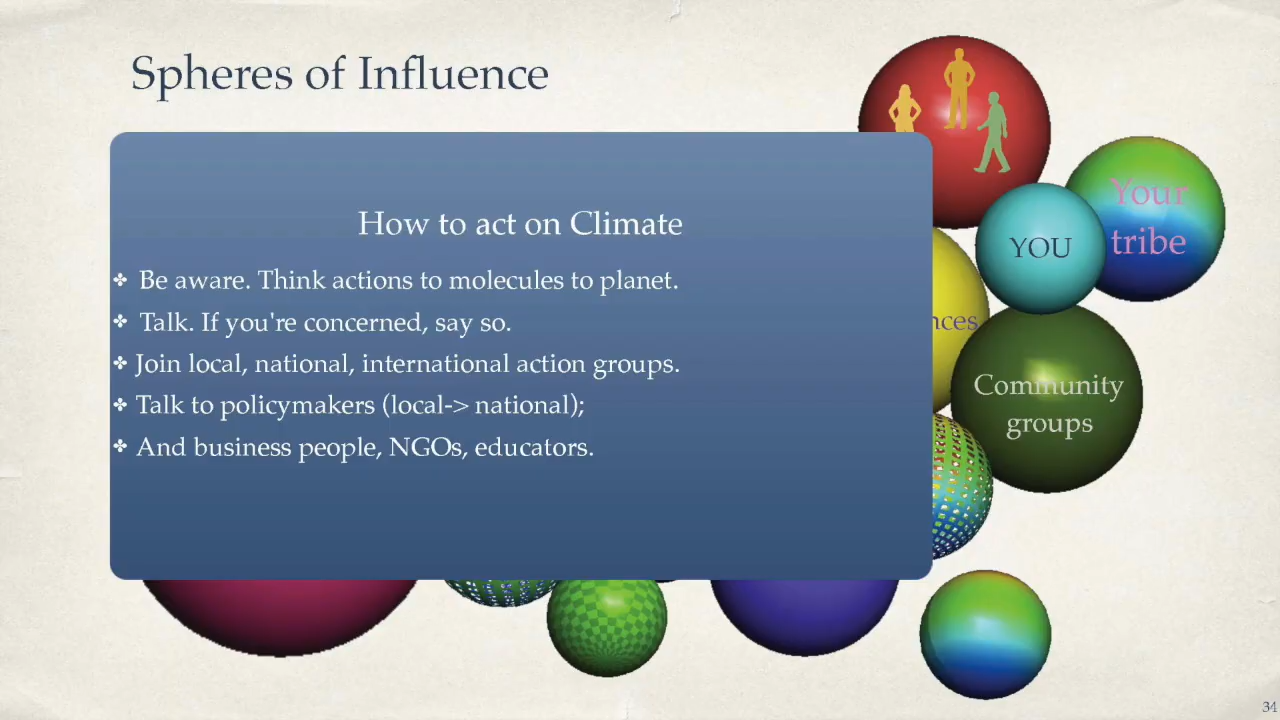 Spheres of Influence
How to act on Climate
Be aware. Think actions to molecules to planet.
Talk. If you're concerned, say so.
Join local, national, international action groups.
Talk to policymakers (local-> national);
And business people, NGOs, educators.
Your
tribe
YOU
Community
groups
34